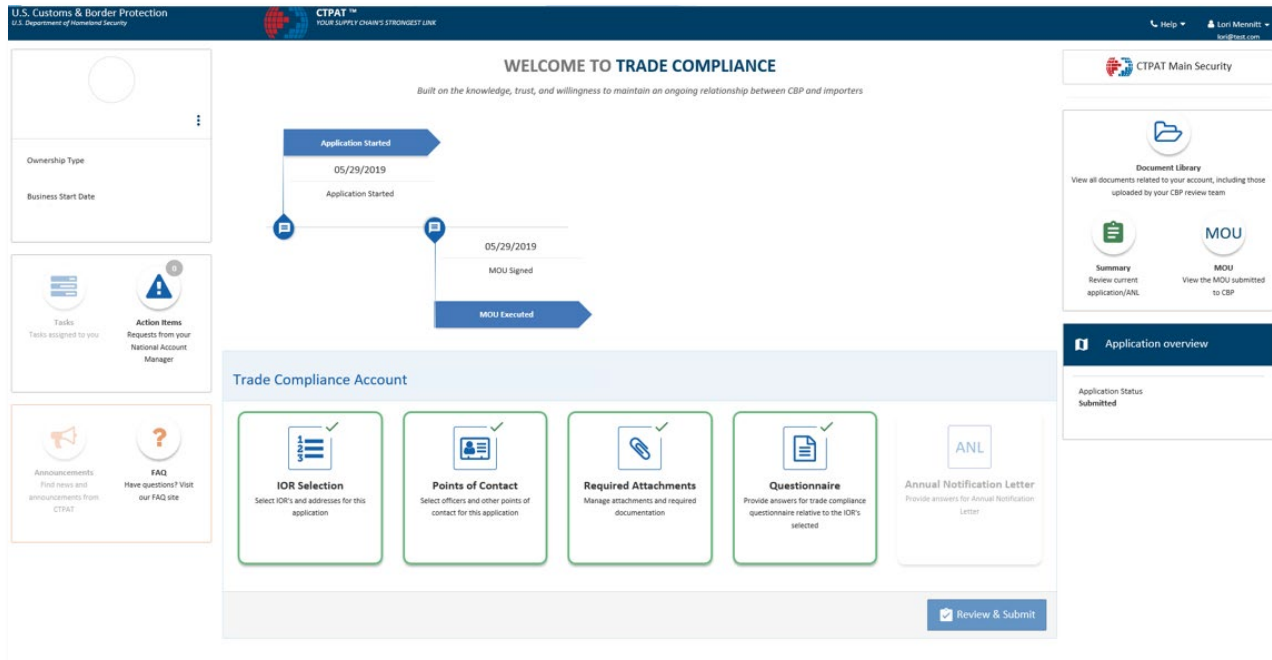 U.S. Customs & Border Protection
U.S. Department of Homeland Security
CTPAT ™
YOUR SUPPLY CHAIN'S STRONGEST LINK
Help
Lori Mennitt
lori@test.com
Ownership Type
Business Start Date
Tasks
Tasks assigned to you
0
Action Items
Requests from your
National Account
Manager
Announcements
Find news and
announcements from
CTPAT
?
FAQ
Have questions? Visit
our FAQ site
WELCOME TO TRADE COMPLIANCE
Built on the knowledge, trust, and willingness to maintain an ongoing relationship between CBP and importers
Application Started
05/29/2019
Application Started
05/29/2019
MOU Signed
MOU Executed
Trade Compliance Account
1
2
3
IOR Selection
Select IOR's and addresses for this
application
Points of Contact
Select officers and other points of
contact for this application
Required Attachments
Manage attachments and required
documentation
Questionnaire
Provide answers for trade compliance
questionnaire relative to the IOR's
selected
ANL
Annual Notification Letter
Provide answers for Annual Notification
Letter
Review & Submit
CTPAT Main Security
Document Library
View all documents related to your account, including those
uploaded by your CBP review team
Summary
Review current
application/ANL
MOU
MOU
View the MOU submitted
to CBP
Application overview
Application Status
Submitted